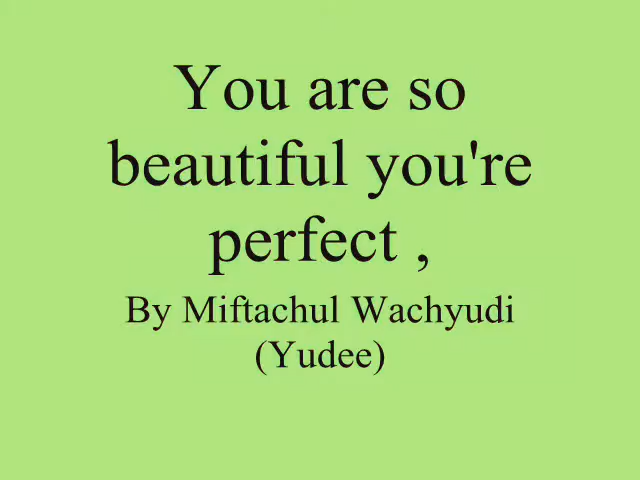 You are so
beautiful you're
perfect ,
By Miftachul Wachyudi
(Yudee)